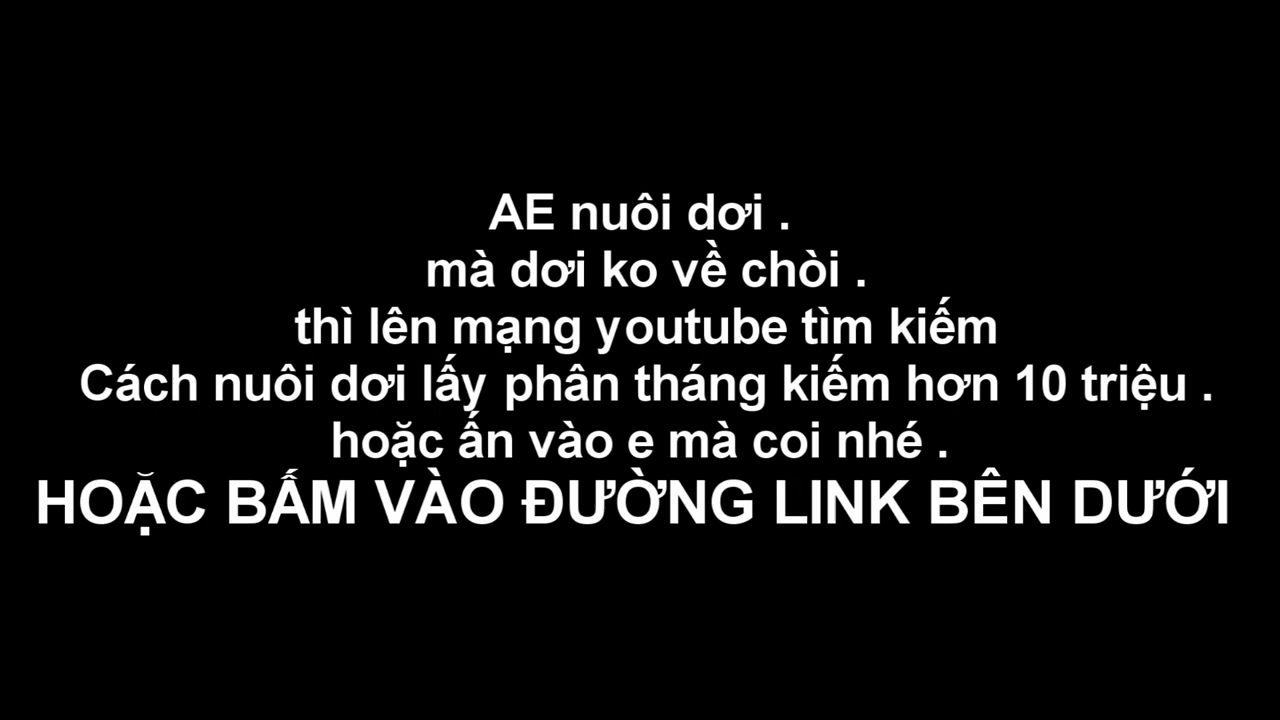 AE nuôi dơi .
mà dơi ko về chòi .
thì lên mạng youtube tìm kiếm
Cách nuôi dơi lấy phân tháng kiếm hơn 10 triệu .
hoặc ấn vào e mà coi nhé .
HOẶC BẤM VÀO ĐƯỜNG LINK BÊN DƯỚI